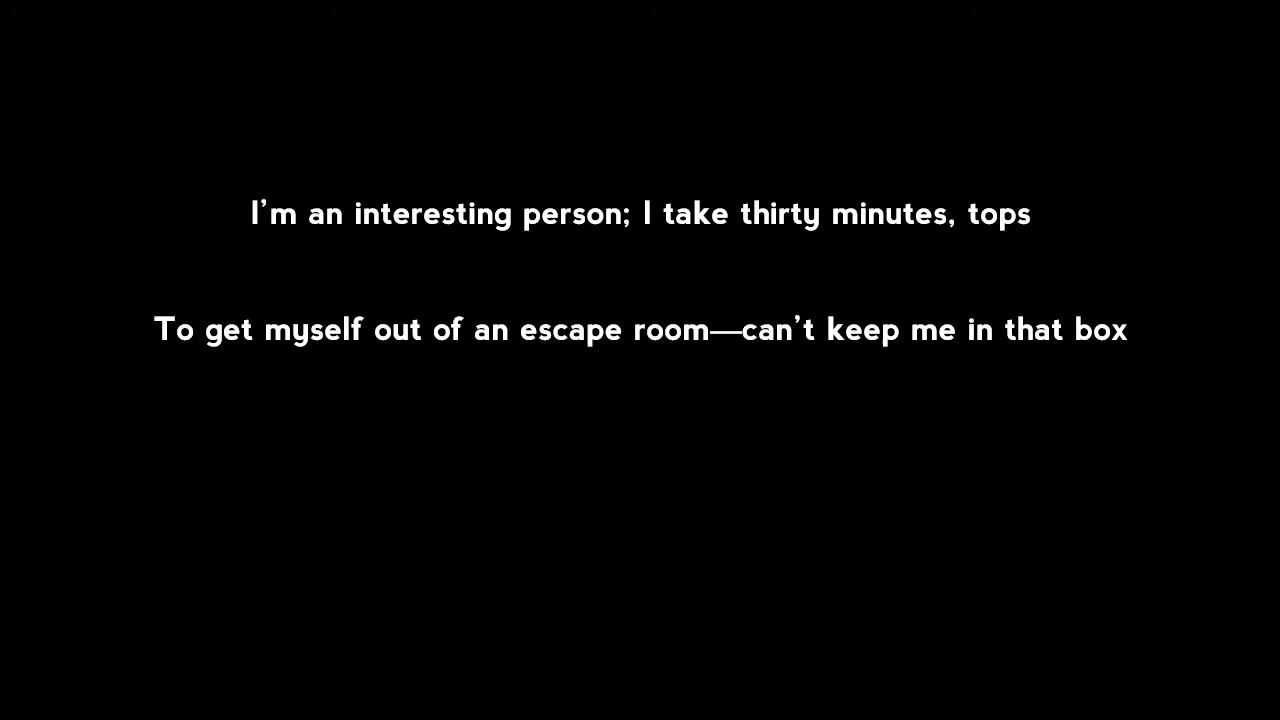 I’m an interesting person; I take thirty minutes, tops
To get myself out of an escape room—can’t keep me in that box